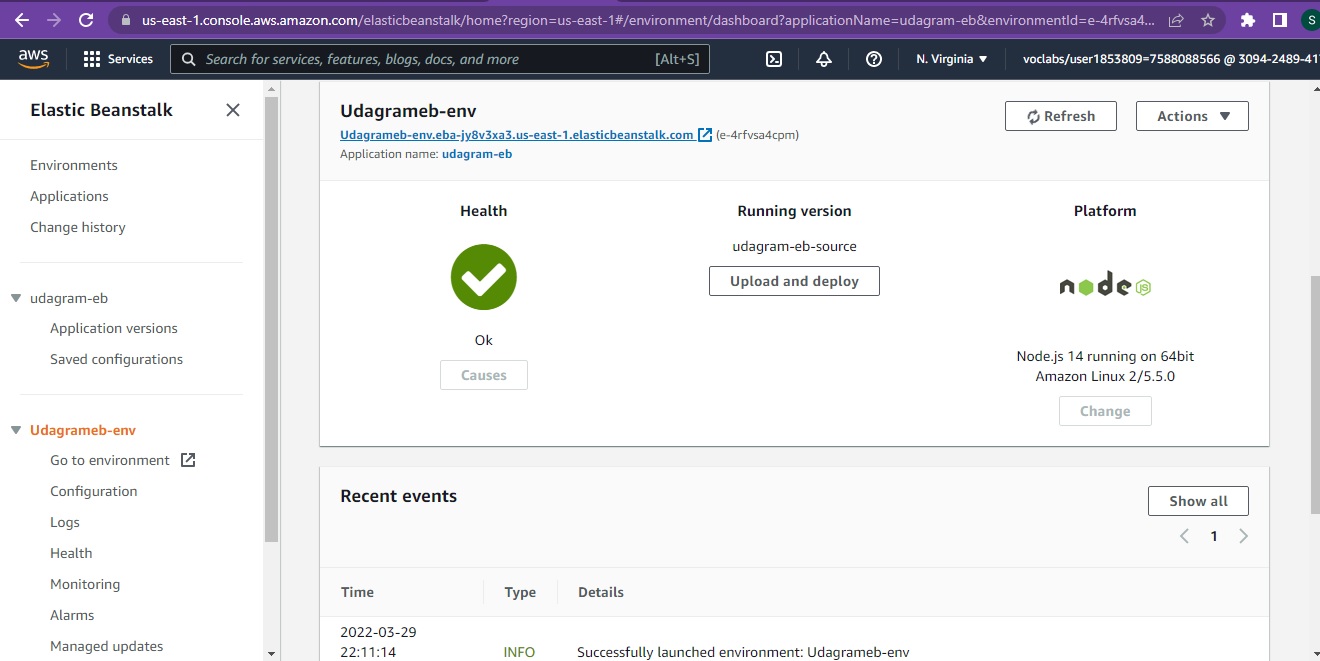 us-east-1.console.aws.amazon.com/elasticbeanstalk/home?region=us-east-1#/environment/dashboard?applicationName=udagram-eb&environmentId=e-4rfvsa4...
S
aws
Services
Search for services, features, blogs, docs, and more
[Alt+S]
N. Virginia
voclabs/user1853809=7588088566 @ 3094-2489-41
Elastic Beanstalk
Environments
Applications
Change history
udagram-eb
Application versions
Saved configurations
Udagrameb-env
Go to environment
Configuration
Logs
Health
Monitoring
Alarms
Managed updates
Udagrameb-env
Udagrameb-env.eba-jy8v3xa3.us-east-1.elasticbeanstalk.com (e-4rfvsa4cpm)
Application name: udagram-eb
Refresh
Actions
Health
Ok
Causes
Running version
udagram-eb-source
Upload and deploy
Platform
node JS
Node.js 14 running on 64bit
Amazon Linux 2/5.5.0
Change
Recent events
Show all
1
Time Type Details
2022-03-29
22:11:14 INFO Successfully launched environment: Udagrameb-env